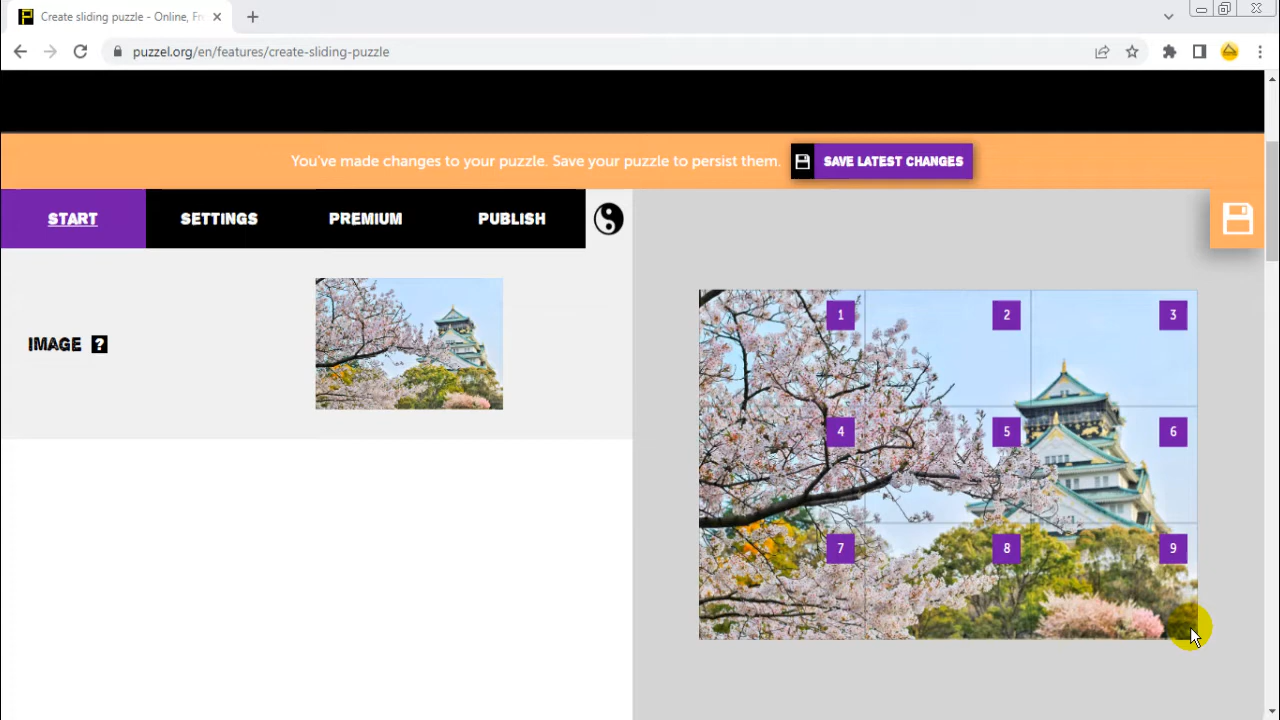 Create sliding puzzle - Online, Fr
puzzel.org/en/features/create-sliding-puzzle
You've made changes to your puzzle. Save your puzzle to persist them.
SAVE LATEST CHANGES
START
SETTINGS
PREMIUM
PUBLISH
IMAGE ?
1
2
3
4
5
6
7
8
9